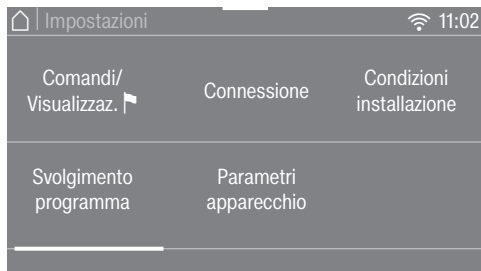 Impostazioni 11:02
Comandi/
Visualizzaz.
Connessione
Condizioni
installazione
Svolgimento
programma
Parametri
apparecchio